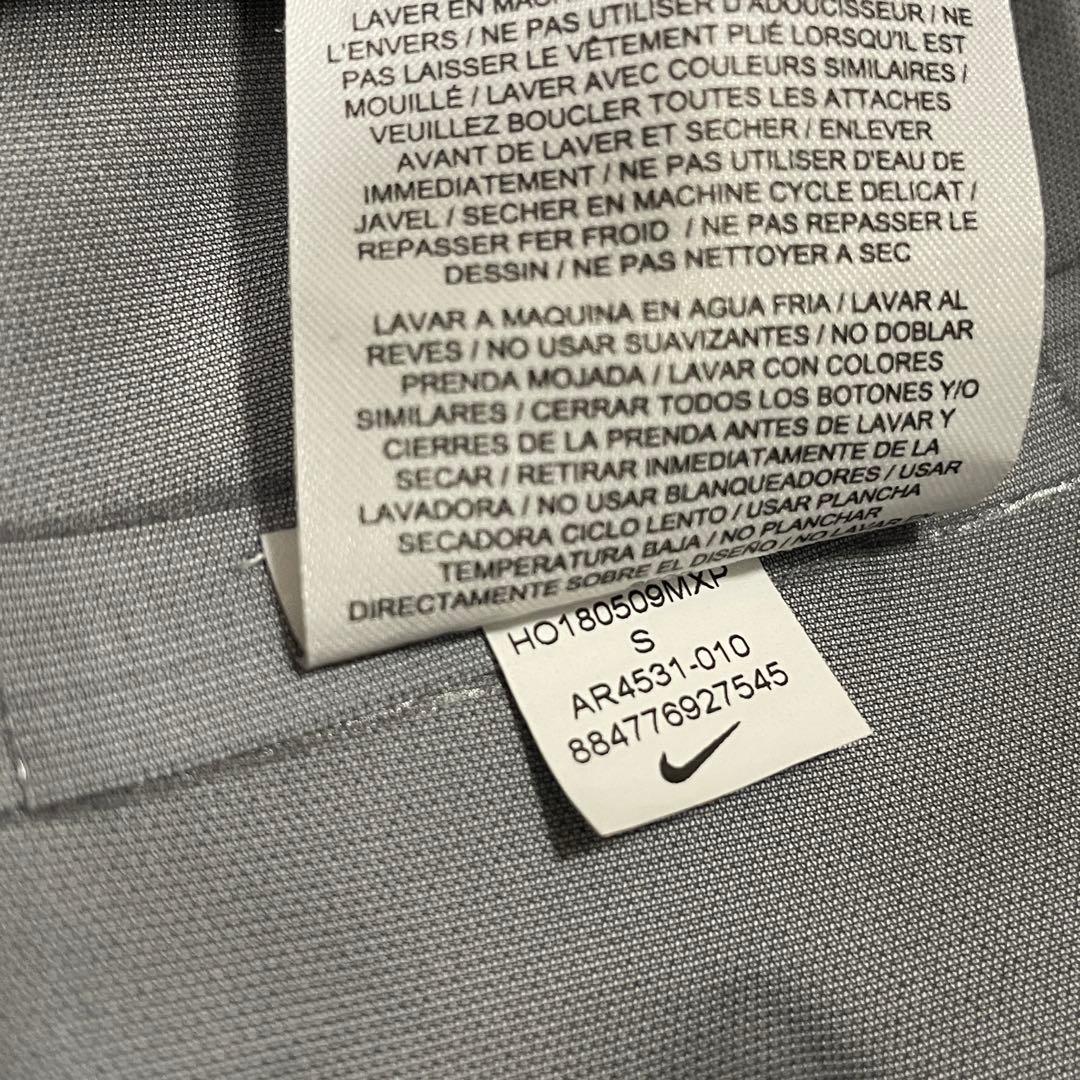 LAVER EN
L'ENVERS / NE PAS UTILISER D'ADOUCISSEUR / NE
PAS LAISSER LE VÊTEMENT PLIÉ LORSQU'IL EST
MOUILLÉ / LAVER AVEC COULEURS SIMILAIRES /
VEUILLEZ BOUCLER TOUTES LES ATTACHES
AVANT DE LAVER ET SECHER / ENLEVER
IMMEDIATEMENT / NE PAS UTILISER D'EAU DE
JAVEL / SECHER EN MACHINE CYCLE DELICAT /
REPASSER FER FROID / NE PAS REPASSER LE
DESSIN / NE PAS NETTOYER A SEC
LAVAR A MAQUINA EN AGUA FRIA / LAVAR AL
REVES / NO USAR SUAVIZANTES / NO DOBLAR
PRENDA MOJADA / LAVAR CON COLORES
SIMILARES / CERRAR TODOS LOS BOTONES Y/O
CIERRES DE LA PRENDA ANTES DE LAVAR Y
SECAR / RETIRAR INMEDIATAMENTE DE LA
LAVADORA / NO USAR BLANQUEADORES / USAR
SECADORA CICLO LENTO / USAR PLANCHA
TEMPERATURA BAJA / NO PLANCHAR
DIRECTAMENTE SOBRE EL DISEÑO / NO LAVAR EN
HO180509MXP
S
AR4531-010
884776927545